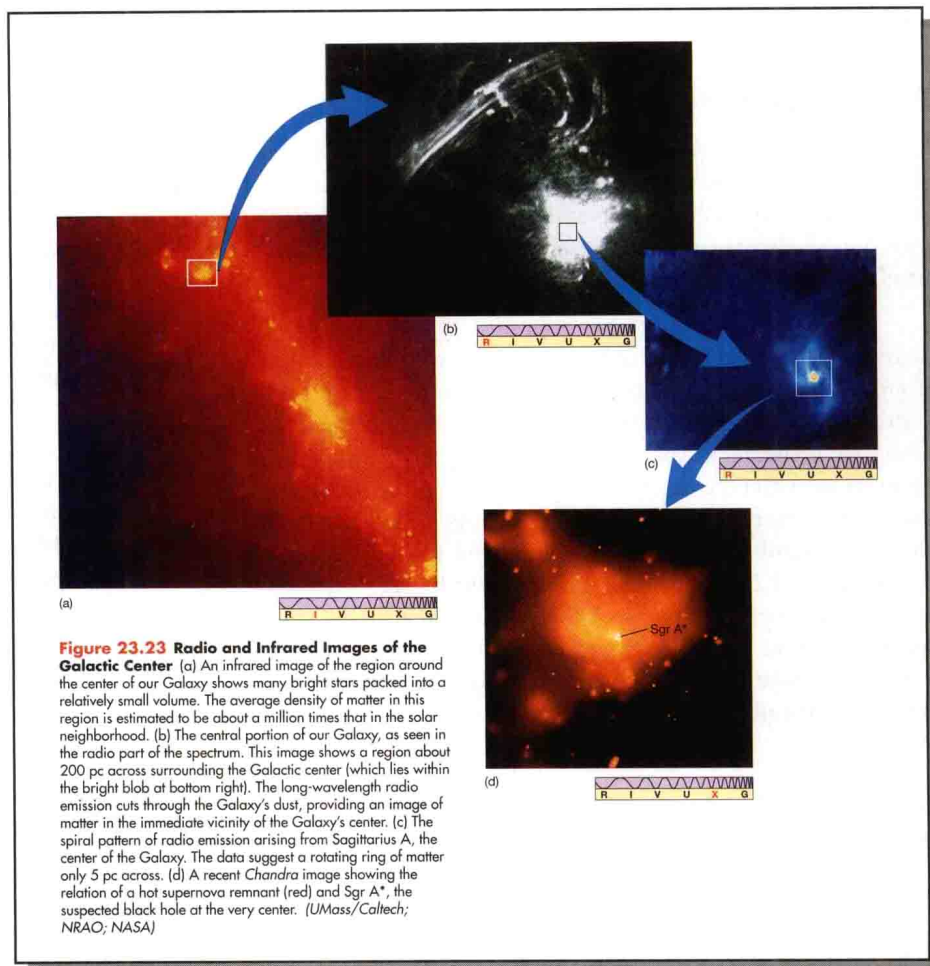 (b)
R I V U X G
(c)
R I V U X G
(a)
R I V U X G
Sgr A*
(d)
R I V U X G
Figure 23.23 Radio and Infrared Images of the
Galactic Center (a) An infrared image of the region around
the center of our Galaxy shows many bright stars packed into a
relatively small volume. The average density of matter in this
region is estimated to be about a million times that in the solar
neighborhood. (b) The central portion of our Galaxy, as seen in
the radio part of the spectrum. This image shows a region about
200 pc across surrounding the Galactic center (which lies within
the bright blob at bottom right). The long-wavelength radio
emission cuts through the Galaxy's dust, providing an image of
matter in the immediate vicinity of the Galaxy's center. (c) The
spiral pattern of radio emission arising from Sagittarius A, the
center of the Galaxy. The data suggest a rotating ring of matter
only 5 pc across. (d) A recent Chandra image showing the
relation of a hot supernova remnant (red) and Sgr A*, the
suspected black hole at the very center. (UMass/Caltech;
NRAO; NASA)